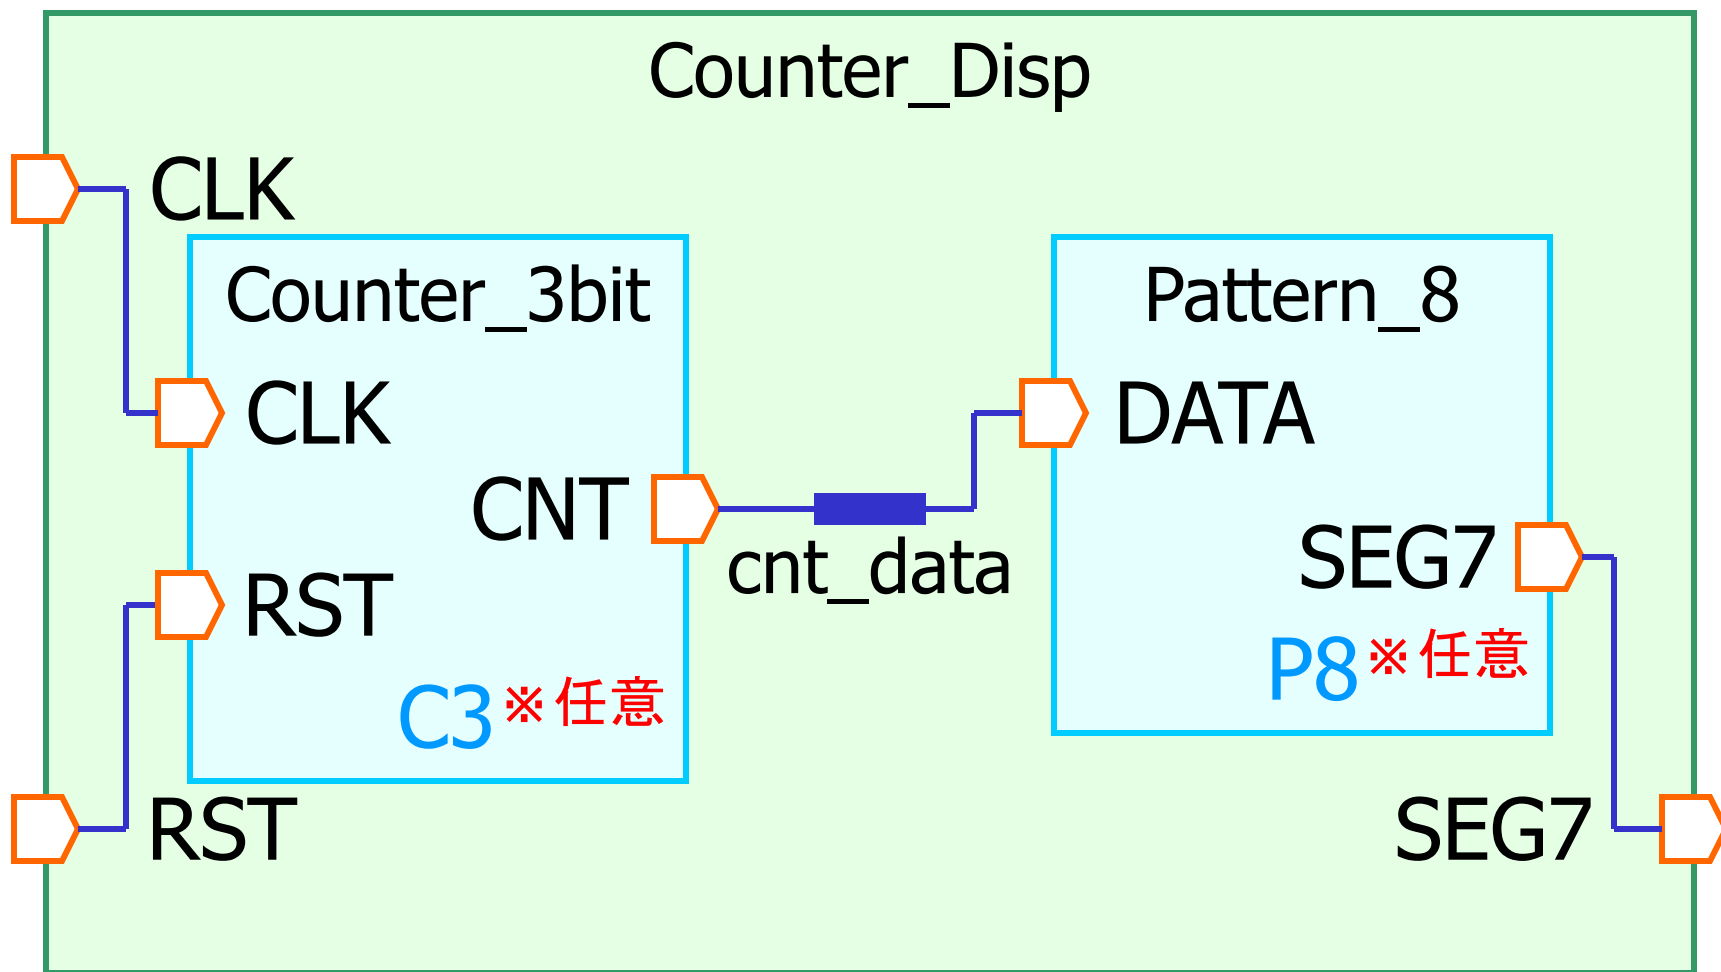 Counter_Disp
CLK
Counter_3bit
Pattern_8
CLK
DATA
CNT
SEG7
cnt_data
RST
P8※任意
C3※任意
RST
SEG7